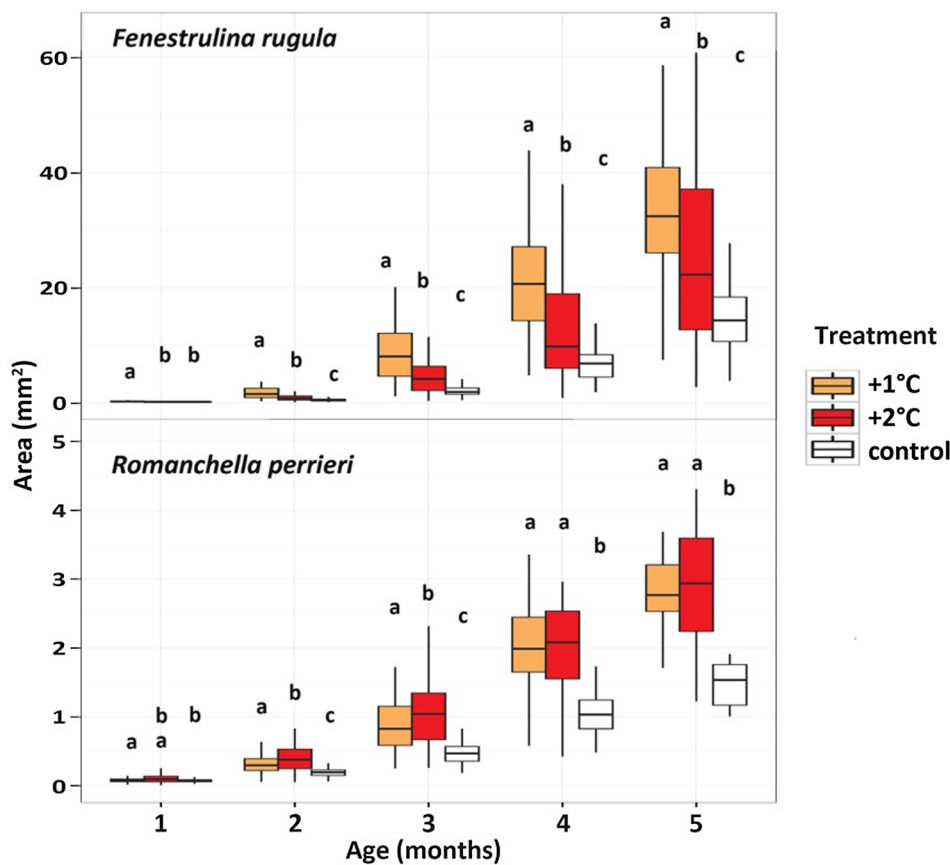 Fenestrulina rugula
a
b
c
60
a
b
c
40
a
b
c
20
a
b
c
a
b
b
0
Area (mm²)
Treatment
+1°C
+2°C
control
Romanchella perrieri
5
a
a
b
4
a
a
b
3
a
b
c
2
a
b
c
1
b
b
a
a
0
1 2 3 4 5
Age (months)